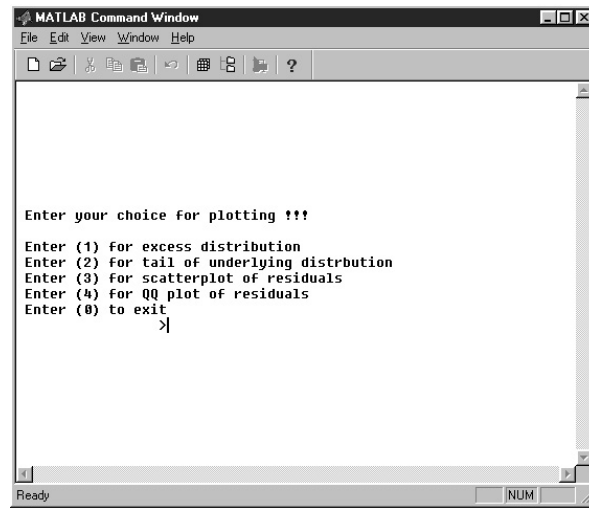 MATLAB Command Window
File Edit View Window Help
?
Enter your choice for plotting !!!
Enter (1) for excess distribution
Enter (2) for tail of underlying distrbution
Enter (3) for scatterplot of residuals
Enter (4) for QQ plot of residuals
Enter (0) to exit
>
Ready NUM